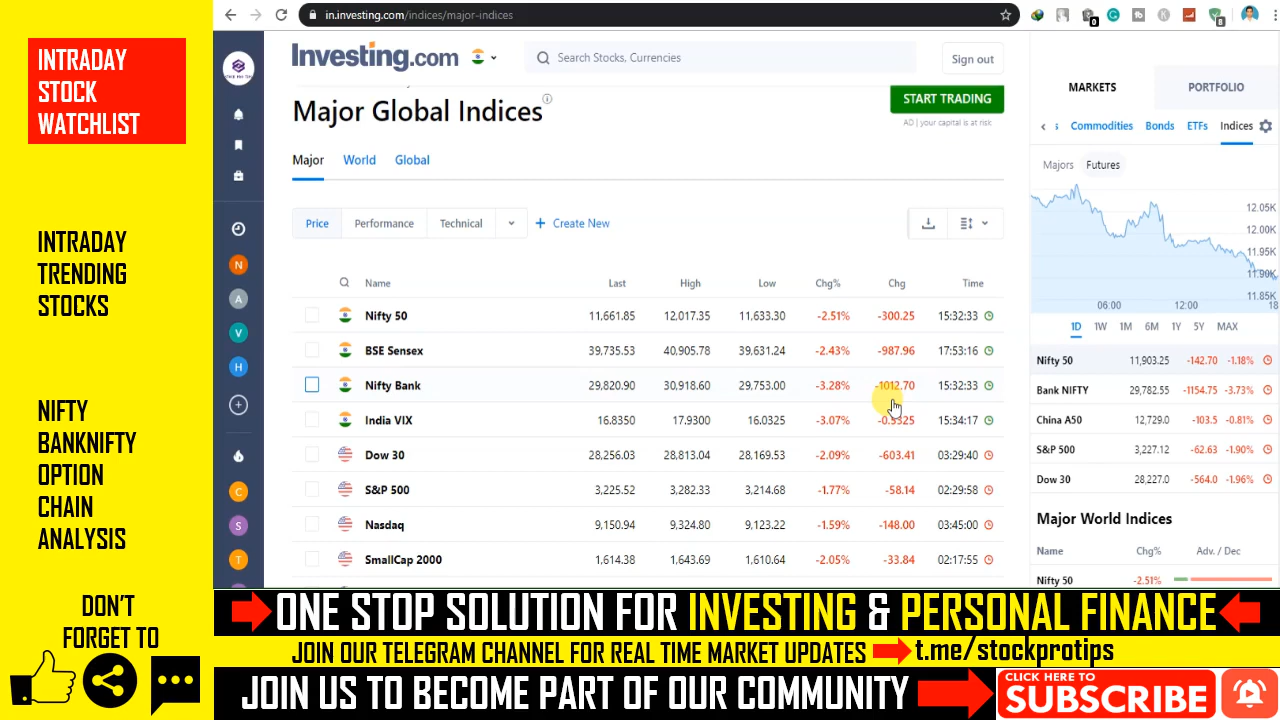 in.investing.com/indices/major-indices
INTRADAY
STOCK
WATCHLIST
INTRADAY
TRENDING
STOCKS
NIFTY
BANKNIFTY
OPTION
CHAIN
ANALYSIS
DON'T
FORGET TO
Investing.com
Search Stocks, Currencies
Sign out
Major Global Indices
START TRADING
AD | your capital is at risk
Major World Global
Price Performance Technical + Create New
Name Last High Low Chg% Chg Time
Nifty 50 11,661.85 12,017.35 11,633.30 -2.51% -300.25 15:32:33
BSE Sensex 39,735.53 40,905.78 39,631.24 -2.43% -987.96 17:53:16
Nifty Bank 29,820.90 30,918.60 29,753.00 -3.28% -1012.70 15:32:33
India VIX 16.8350 17.9300 16.0325 -3.07% -0.5325 15:34:17
Dow 30 28,256.03 28,813.04 28,169.53 -2.09% -603.41 03:29:40
S&P 500 3,225.52 3,282.33 3,214.68 -1.77% -58.14 02:29:58
Nasdaq 9,150.94 9,324.80 9,123.22 -1.59% -148.00 03:45:00
SmallCap 2000 1,614.38 1,643.69 1,610.64 -2.05% -33.84 02:17:55
N
A
V
H
C
S
T
0
8
MARKETS PORTFOLIO
Commodities Bonds ETFs Indices
Majors Futures
12.05K
12.00K
11.95K
11.90K
11.85K
06:00 12:00 18
1D 1W 1M 6M 1Y 5Y MAX
Nifty 50 11,903.25 -142.70 -1.18%
Bank NIFTY 29,782.55 -1154.75 -3.73%
China A50 12,729.0 -103.5 -0.81%
S&P 500 3,227.12 -62.63 -1.90%
Dow 30 28,227.0 -564.0 -1.96%
Major World Indices
Name Chg% Adv. / Dec
Nifty 50 -2.51%
ONE STOP SOLUTION FOR INVESTING & PERSONAL FINANCE
JOIN OUR TELEGRAM CHANNEL FOR REAL TIME MARKET UPDATES t.me/stockprotips
JOIN US TO BECOME PART OF OUR COMMUNITY
CLICK HERE TO
SUBSCRIBE